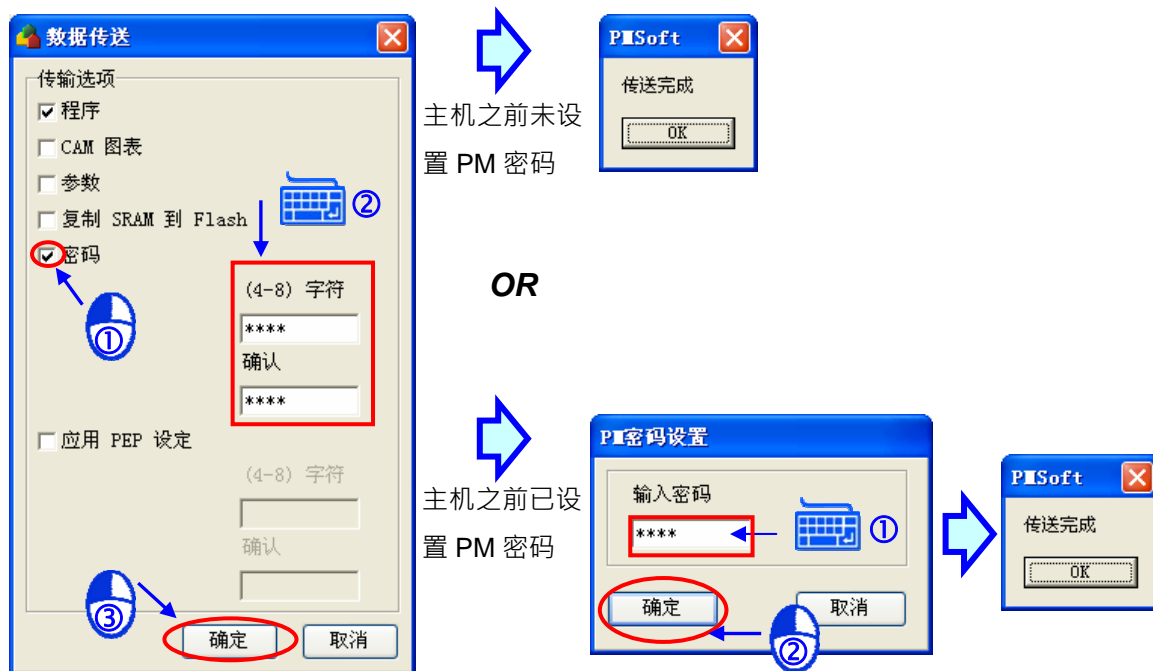 数据传送
传输选项
程序
CAM 图表
参数
②
复制 SRAM 到 Flash
密码
①
(4-8) 字符
****
确认
****
应用 PEP 设定
(4-8) 字符
确认
③
确定
取消
主机之前未设
置 PM 密码
PMSoft
传送完成
OK
OR
主机之前已设
置 PM 密码
PM密码设置
输入密码
****
①
确定
取消
②
PMSoft
传送完成
OK